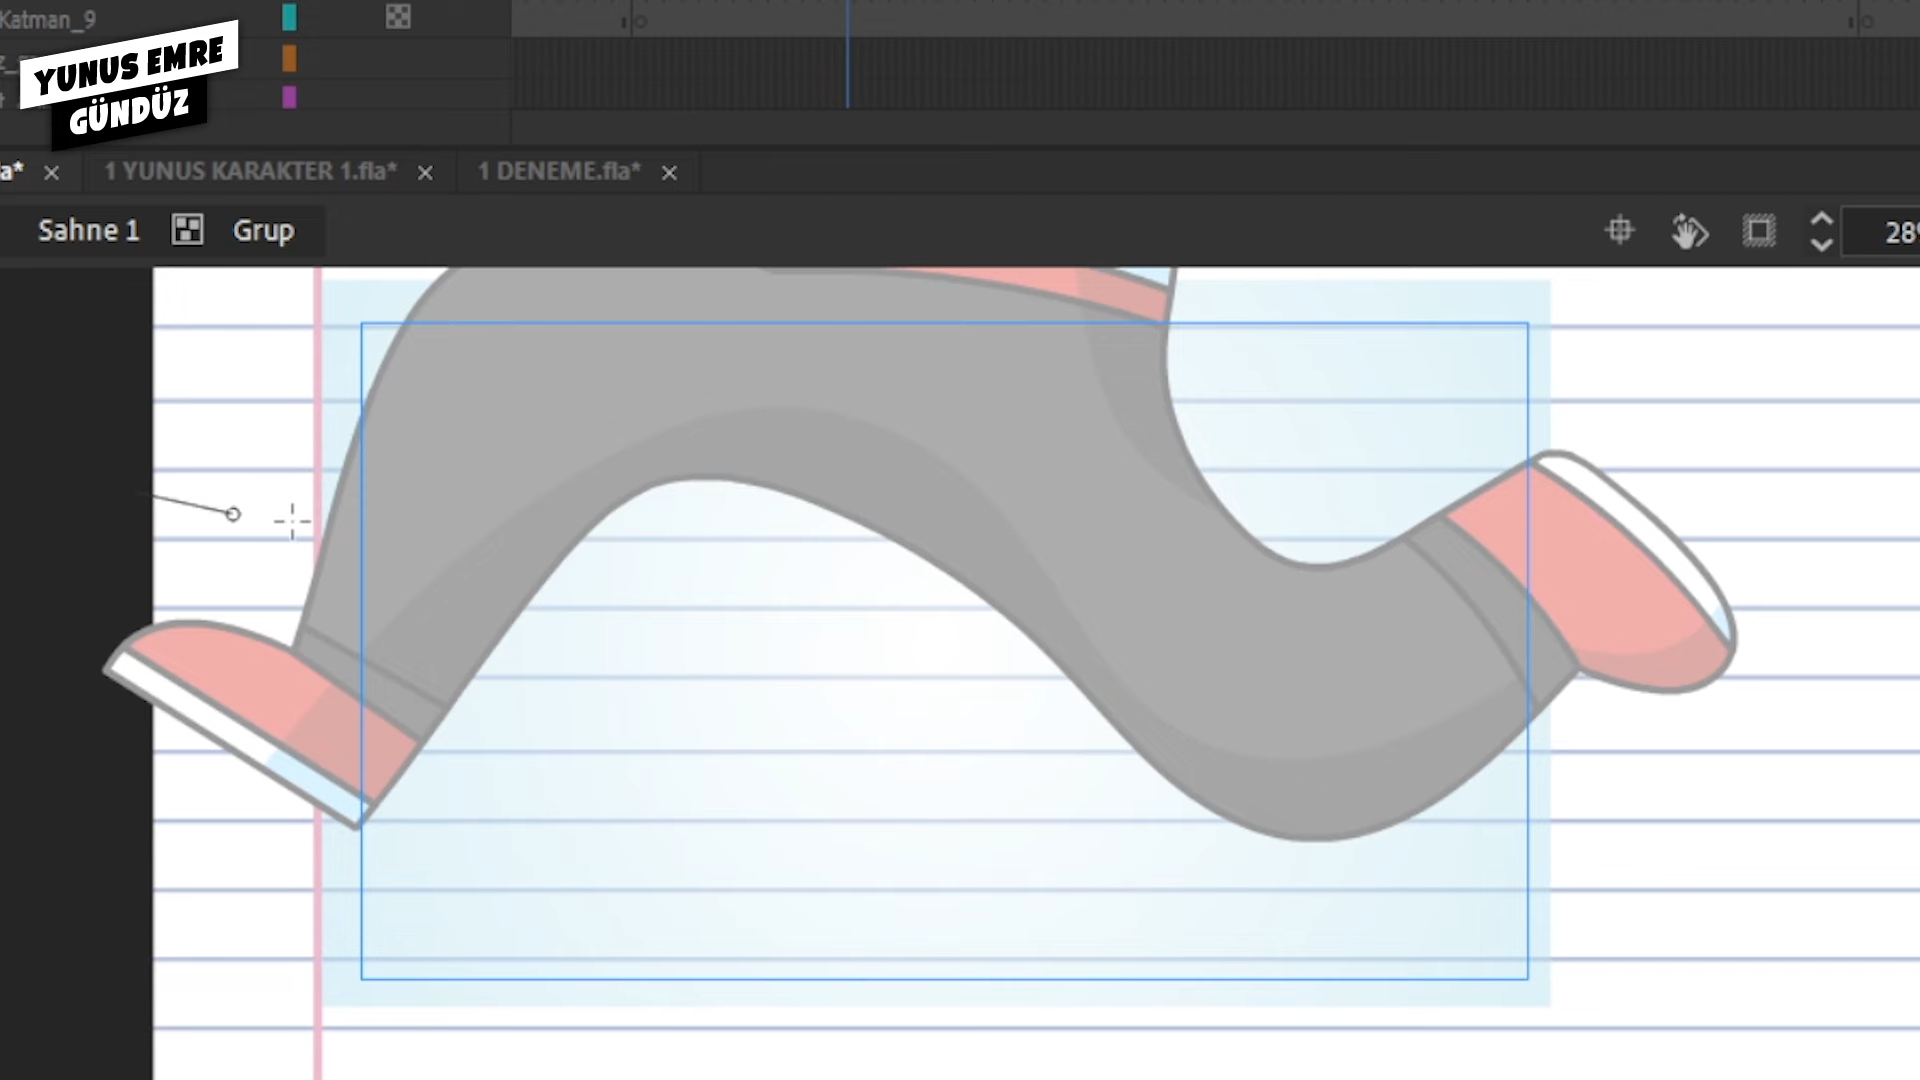 Katman_9
YUNUS EMRE
GÜNDÜZ
1 YUNUS KARAKTER 1.fla*
1 DENEME.fla*
Sahne 1
Grup